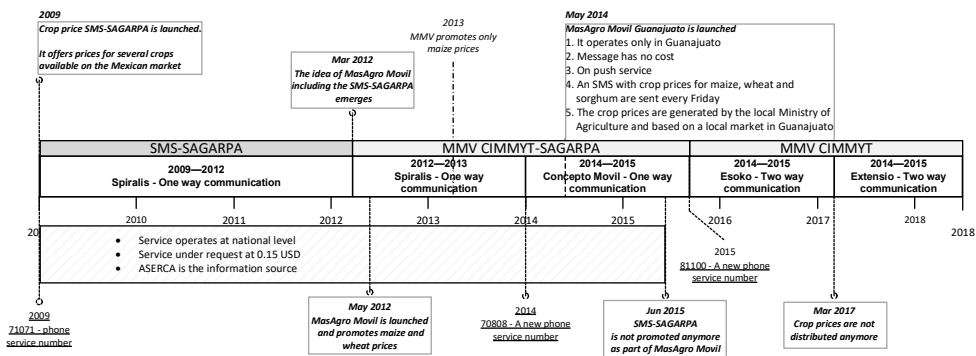 2009
Crop price SMS-SAGARPA is launched.
It offers prices for several crops
available on the Mexican market
Mar 2012
The idea of MasAgro Movil
including the SMS-SAGARPA
emerges
2013
MMV promotes only
maize prices
May 2014
MasAgro Movil Guanajuato is launched
1. It operates only in Guanajuato
2. Message has no cost
3. On push service
4. An SMS with crop prices for maize, wheat and
sorghum are sent every Friday
5. The crop prices are generated by the local Ministry of
Agriculture and based on a local market in Guanajuato
SMS-SAGARPA
MMV CIMMYT-SAGARPA
MMV CIMMYT
2009—2012
Spiralis - One way communication
2012—2013
Spiralis - One way
communication
2014—2015
Concepto Movil - One way
communication
2014—2015
Esoko - Two way
communication
2014—2015
Extensio - Two way
communication
20
2010
2011
2012
2013
2014
2015
2016
2017
2018
2018
• Service operates at national level
• Service under request at 0.15 USD
• ASERCA is the information source
2009
71071 - phone
service number
May 2012
MasAgro Movil is launched
and promotes maize and
wheat prices
2014
70808 - A new phone
service number
Jun 2015
SMS-SAGARPA
is not promoted anymore
as part of MasAgro Movil
2015
81100 - A new phone
service number
Mar 2017
Crop prices are not
distributed anymore